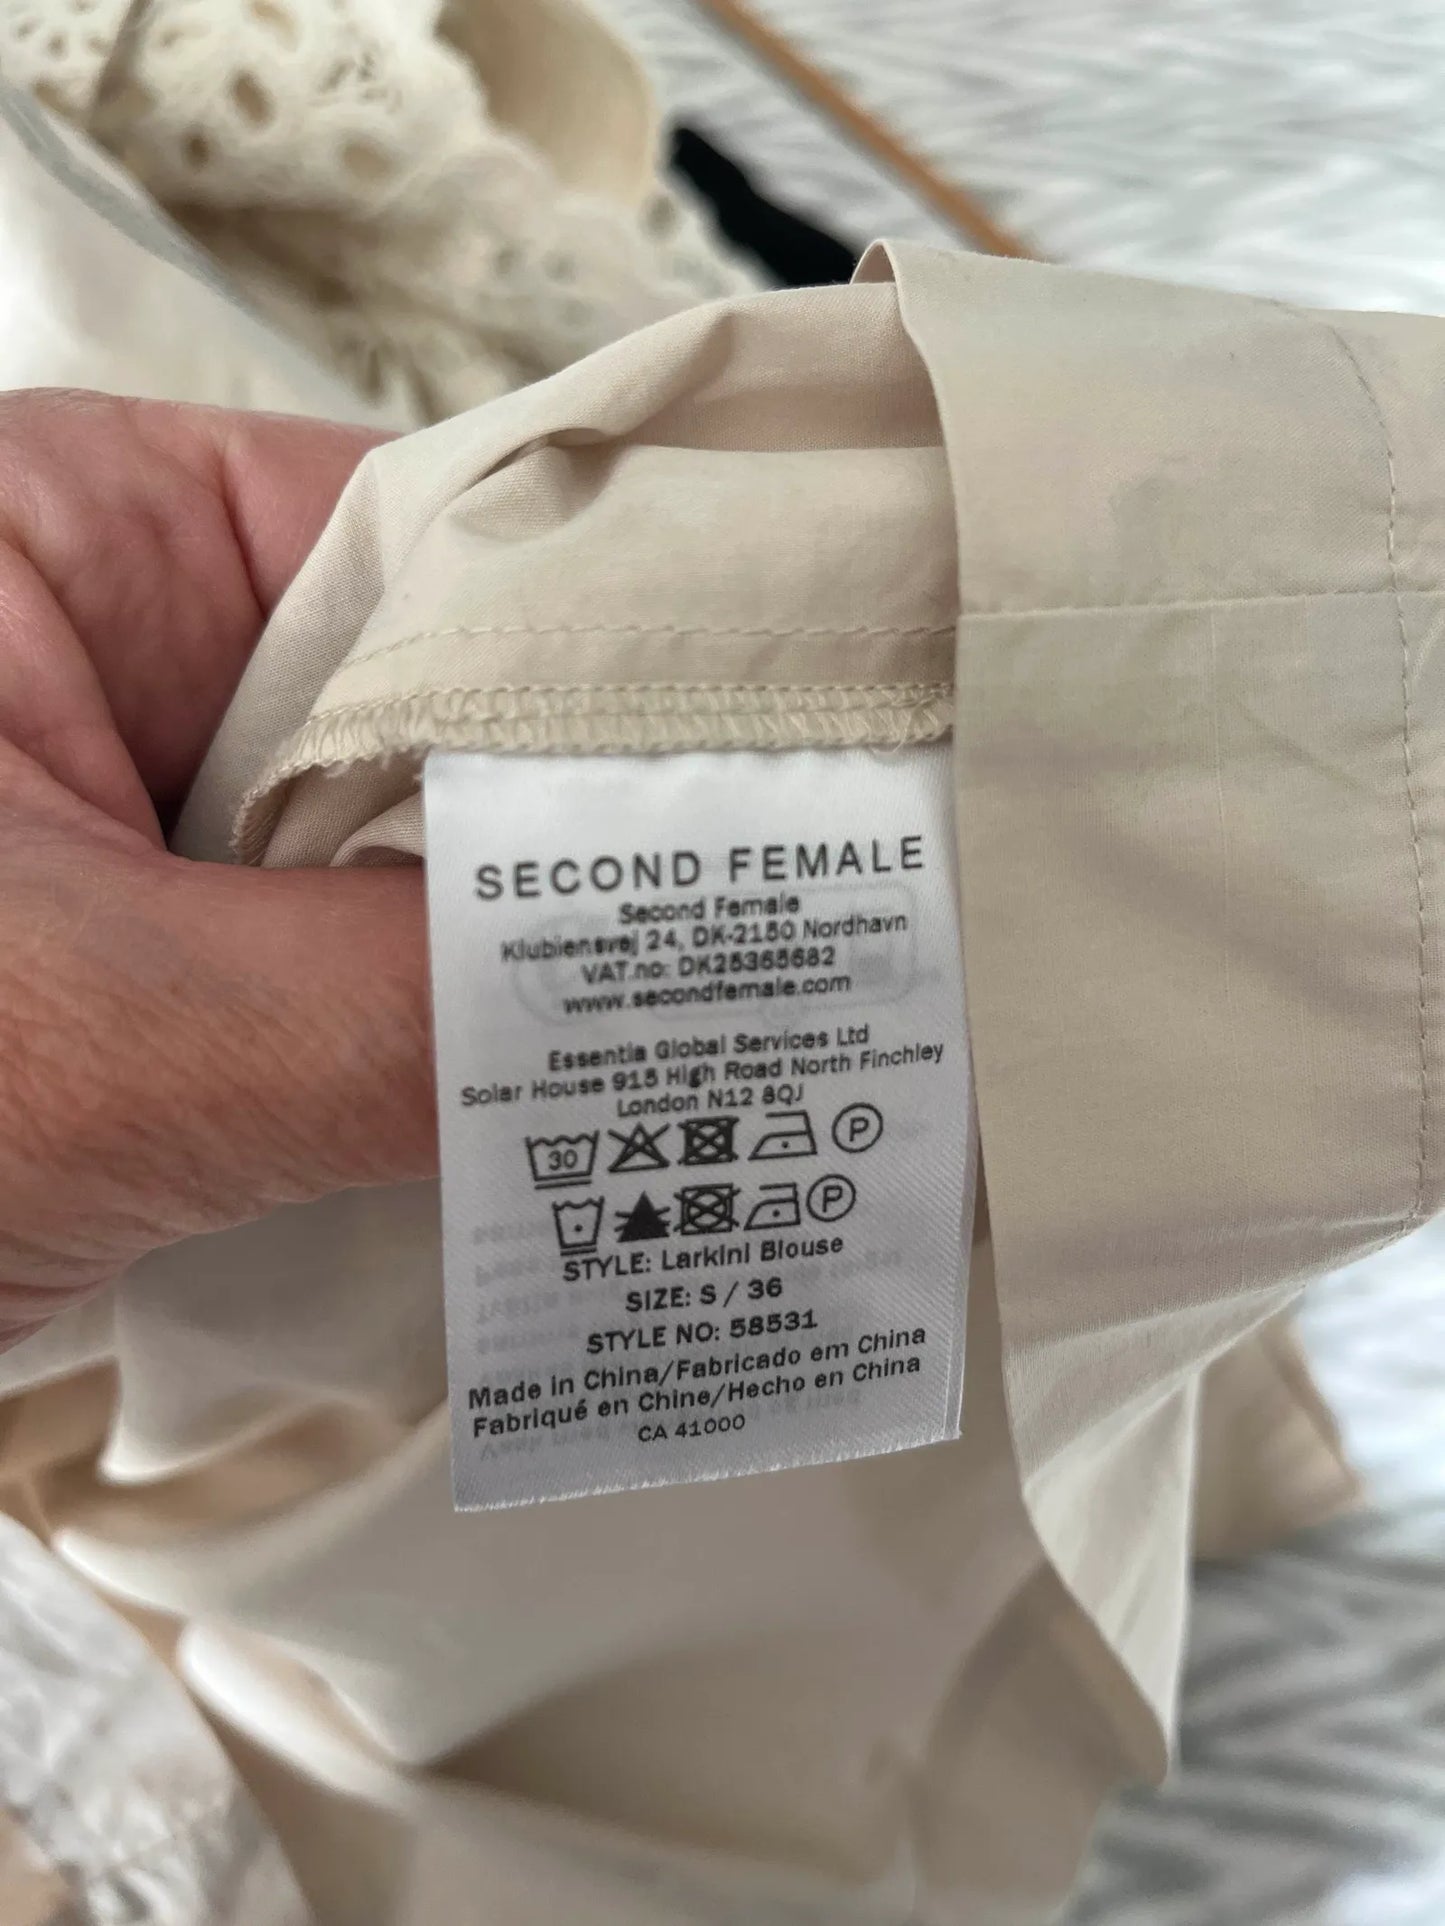 SECOND FEMALE
Second Female
Klubiensvej 24, DK-2150 Nordhavn
VAT.no: DK25365682
www.secondfemale.com
Essentia Global Services Ltd
Solar House 915 High Road North Finchley
London N12 8QJ
30 P
P
STYLE: Larkini Blouse
SIZE: S / 36
STYLE NO: 58531
Made in China/Fabricado em China
Fabriqué en Chine/Hecho en China
CA 41000